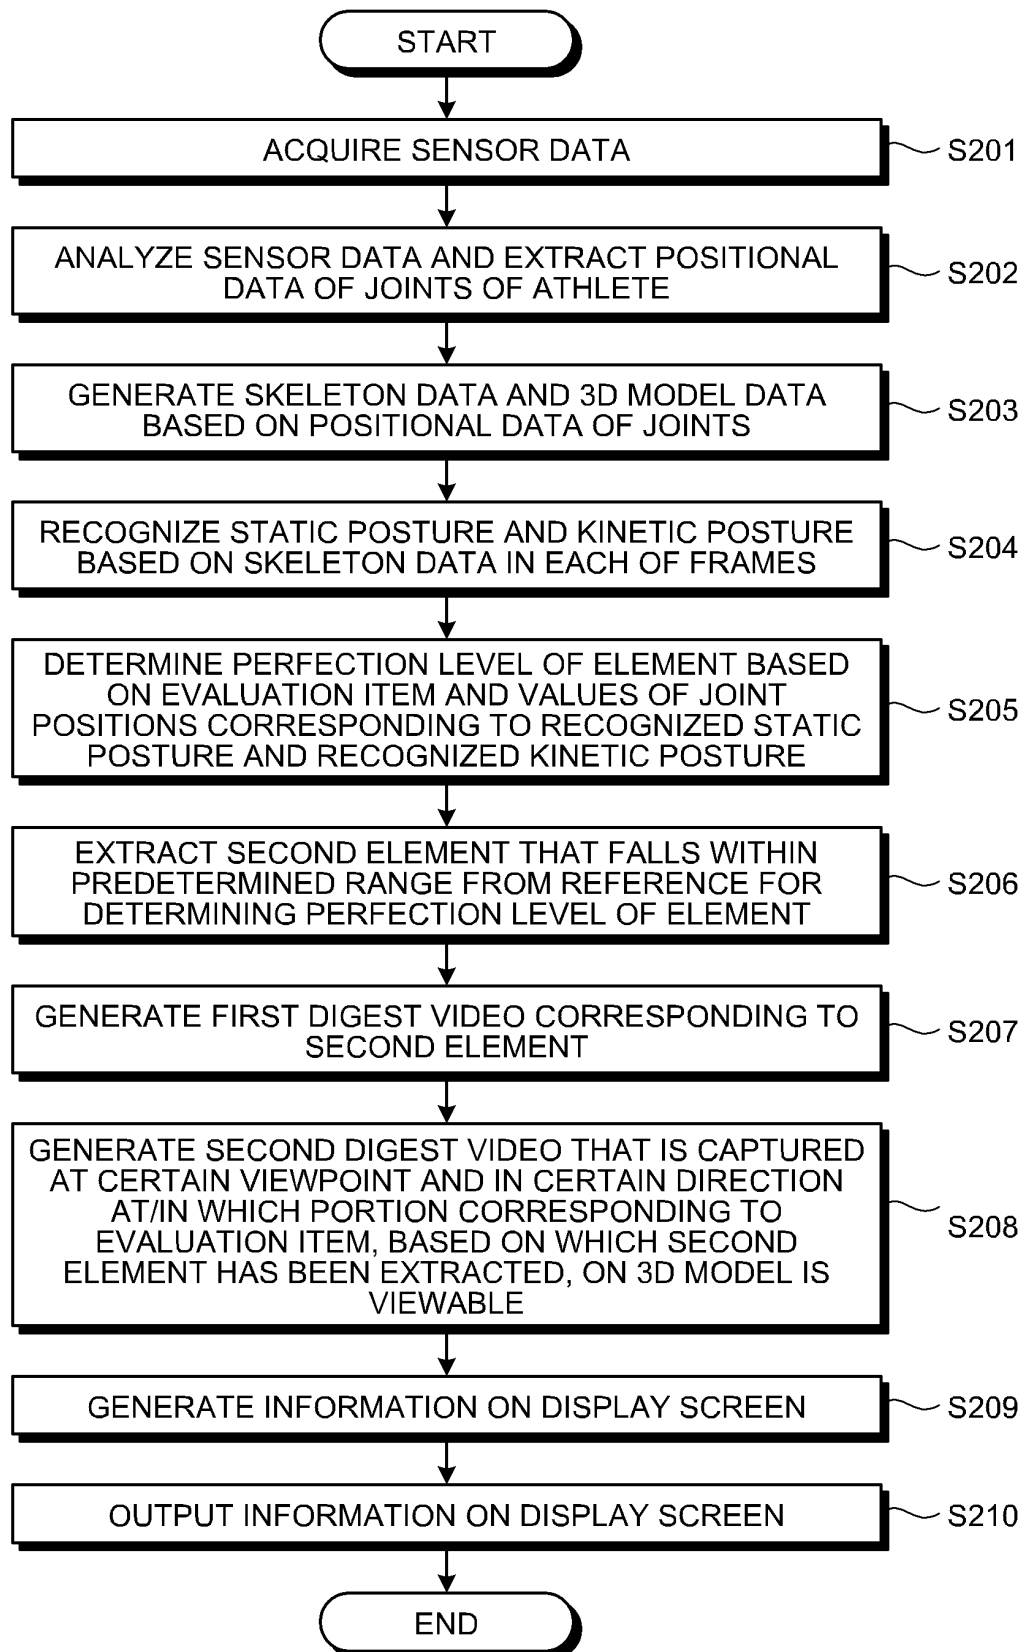 START
ACQUIRE SENSOR DATA
S201
ANALYZE SENSOR DATA AND EXTRACT POSITIONAL
DATA OF JOINTS OF ATHLETE
S202
GENERATE SKELETON DATA AND 3D MODEL DATA
BASED ON POSITIONAL DATA OF JOINTS
S203
RECOGNIZE STATIC POSTURE AND KINETIC POSTURE
BASED ON SKELETON DATA IN EACH OF FRAMES
S204
DETERMINE PERFECTION LEVEL OF ELEMENT BASED
ON EVALUATION ITEM AND VALUES OF JOINT
POSITIONS CORRESPONDING TO RECOGNIZED STATIC
POSTURE AND RECOGNIZED KINETIC POSTURE
S205
EXTRACT SECOND ELEMENT THAT FALLS WITHIN
PREDETERMINED RANGE FROM REFERENCE FOR
DETERMINING PERFECTION LEVEL OF ELEMENT
S206
GENERATE FIRST DIGEST VIDEO CORRESPONDING TO
SECOND ELEMENT
S207
GENERATE SECOND DIGEST VIDEO THAT IS CAPTURED
AT CERTAIN VIEWPOINT AND IN CERTAIN DIRECTION
AT/IN WHICH PORTION CORRESPONDING TO
EVALUATION ITEM, BASED ON WHICH SECOND
ELEMENT HAS BEEN EXTRACTED, ON 3D MODEL IS
VIEWABLE
S208
GENERATE INFORMATION ON DISPLAY SCREEN
S209
OUTPUT INFORMATION ON DISPLAY SCREEN
S210
END